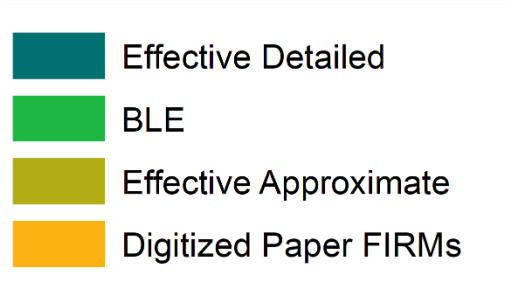 Effective Detailed
BLE
Effective Approximate
Digitized Paper FIRMs